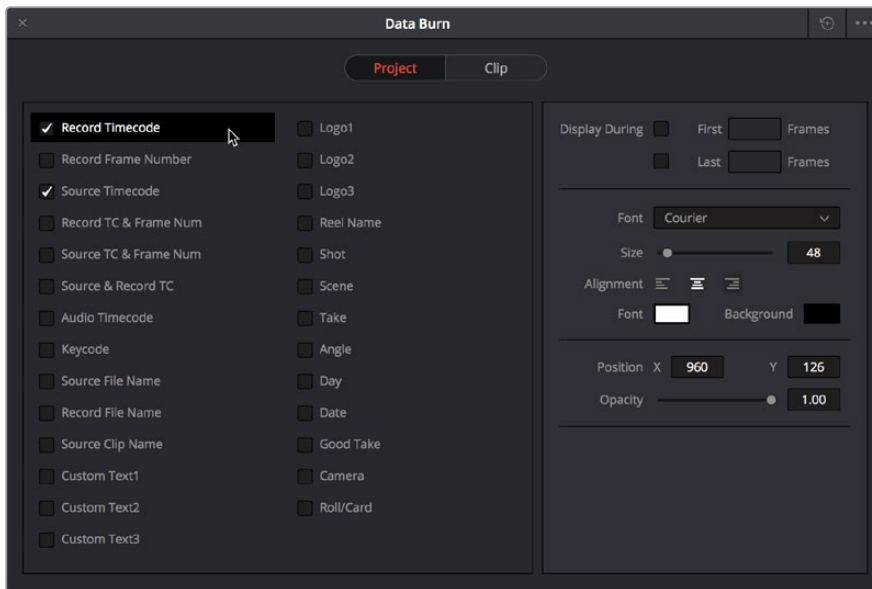 Data Burn
Project Clip
Record Timecode
Record Frame Number
Source Timecode
Record TC & Frame Num
Source TC & Frame Num
Source & Record TC
Audio Timecode
Keycode
Source File Name
Record File Name
Source Clip Name
Custom Text1
Custom Text2
Custom Text3
Logo1
Logo2
Logo3
Reel Name
Shot
Scene
Take
Angle
Day
Date
Good Take
Camera
Roll/Card
Display During First Frames
Last Frames
Font Courier
Size 48
Alignment
Font Background
Position X 960 Y 126
Opacity 1.00